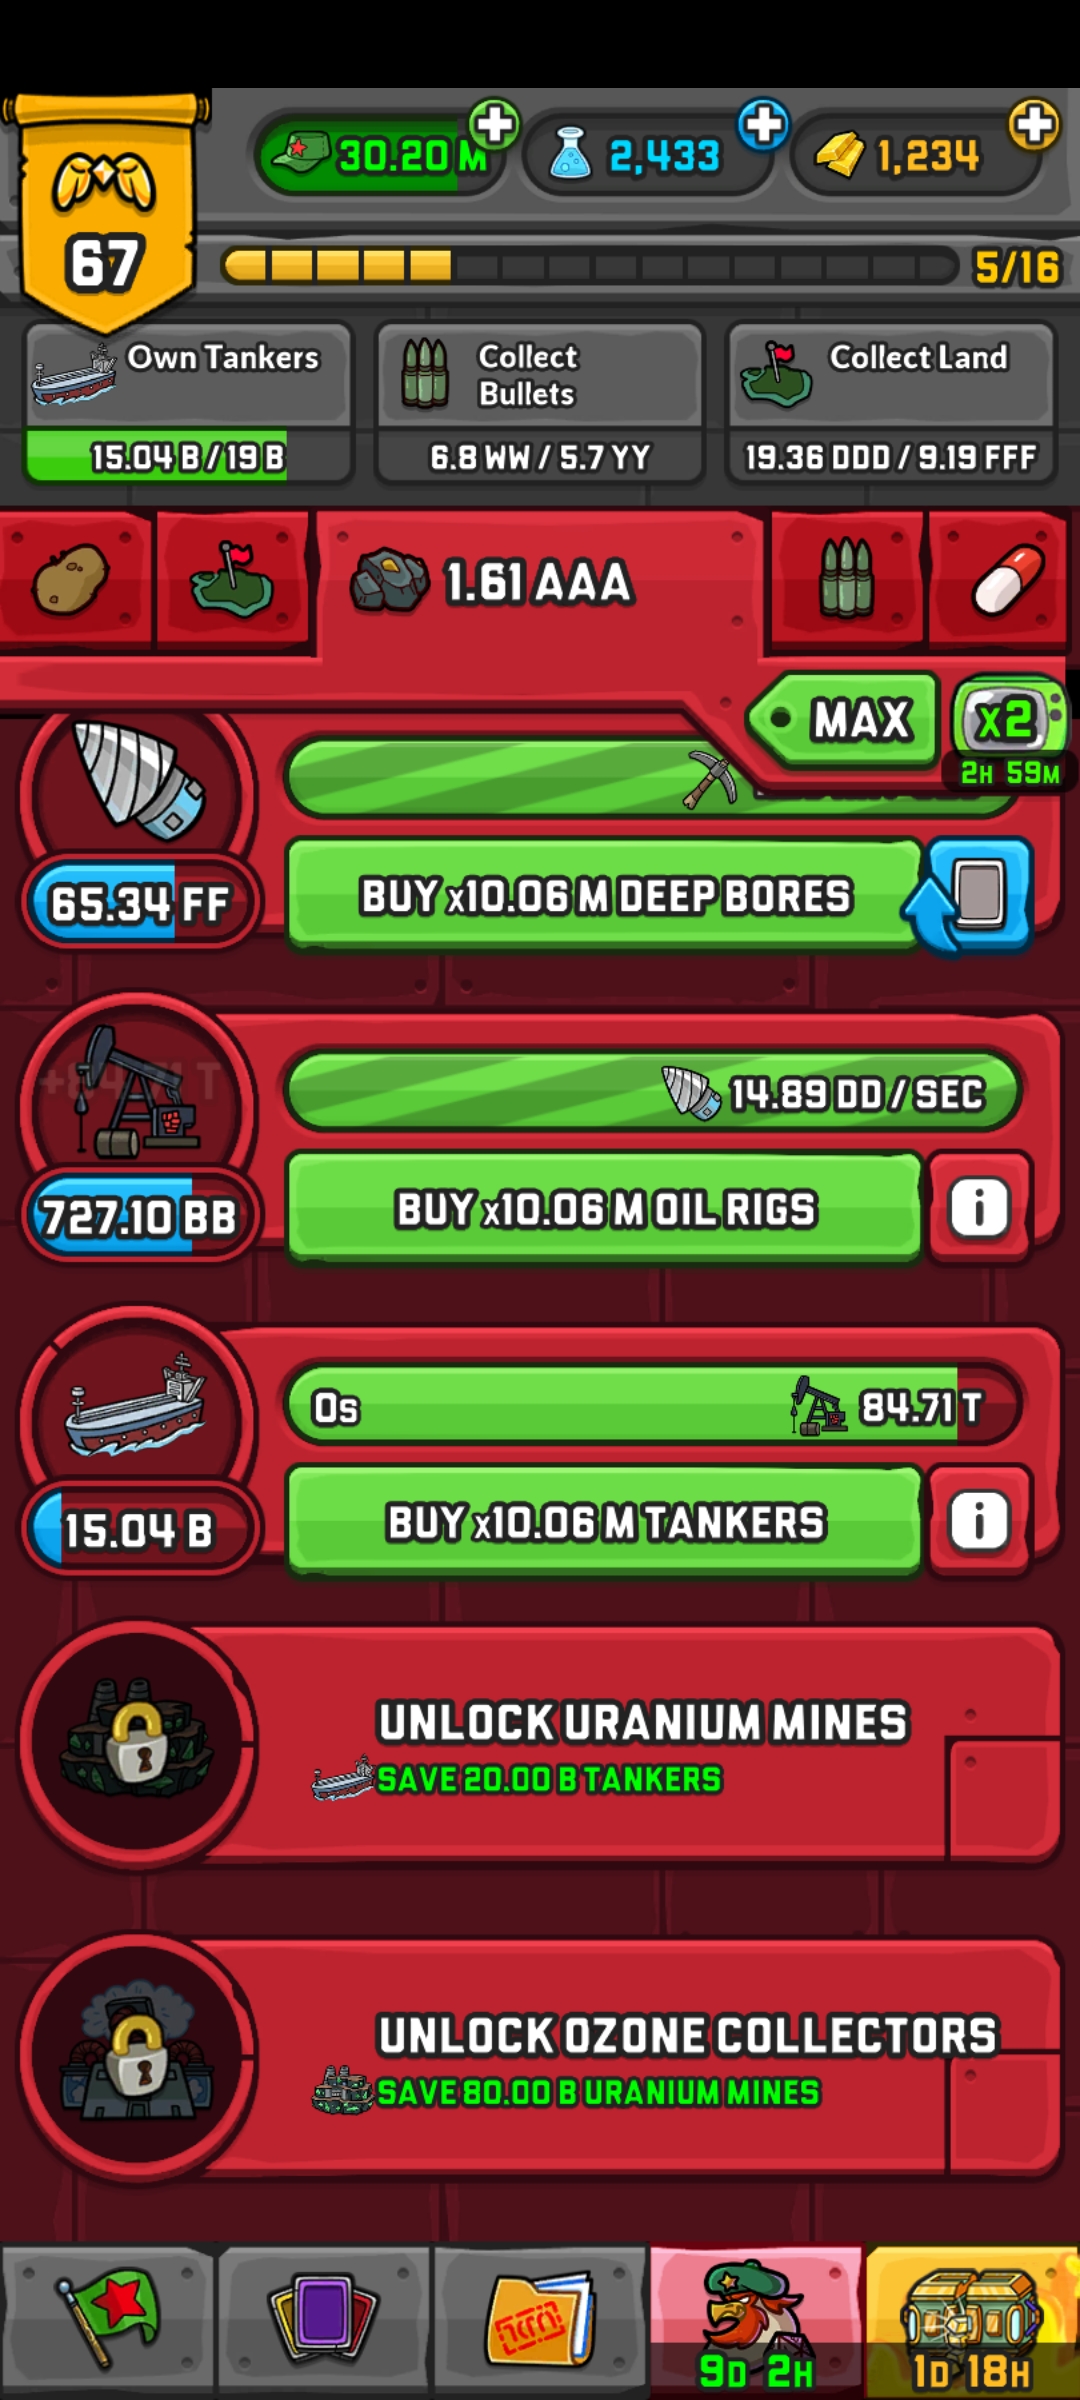 30.20 M
2,433
1,234
67
5/16
Own Tankers
Collect
Bullets
Collect Land
15.04 B / 19 B
6.8 WW / 5.7 YY
19.36 DDD / 9.19 FFF
1.61 AAA
MAX
x2
2H 59M
65.34 FF
BUY x10.06 M DEEP BORES
14.89 DD / SEC
727.10 BB
BUY x10.06 M OIL RIGS
i
0s
84.71 T
15.04 B
BUY x10.06 M TANKERS
i
UNLOCK URANIUM MINES
SAVE 20.00 B TANKERS
UNLOCK OZONE COLLECTORS
SAVE 80.00 B URANIUM MINES
9D 2H
1D 18H